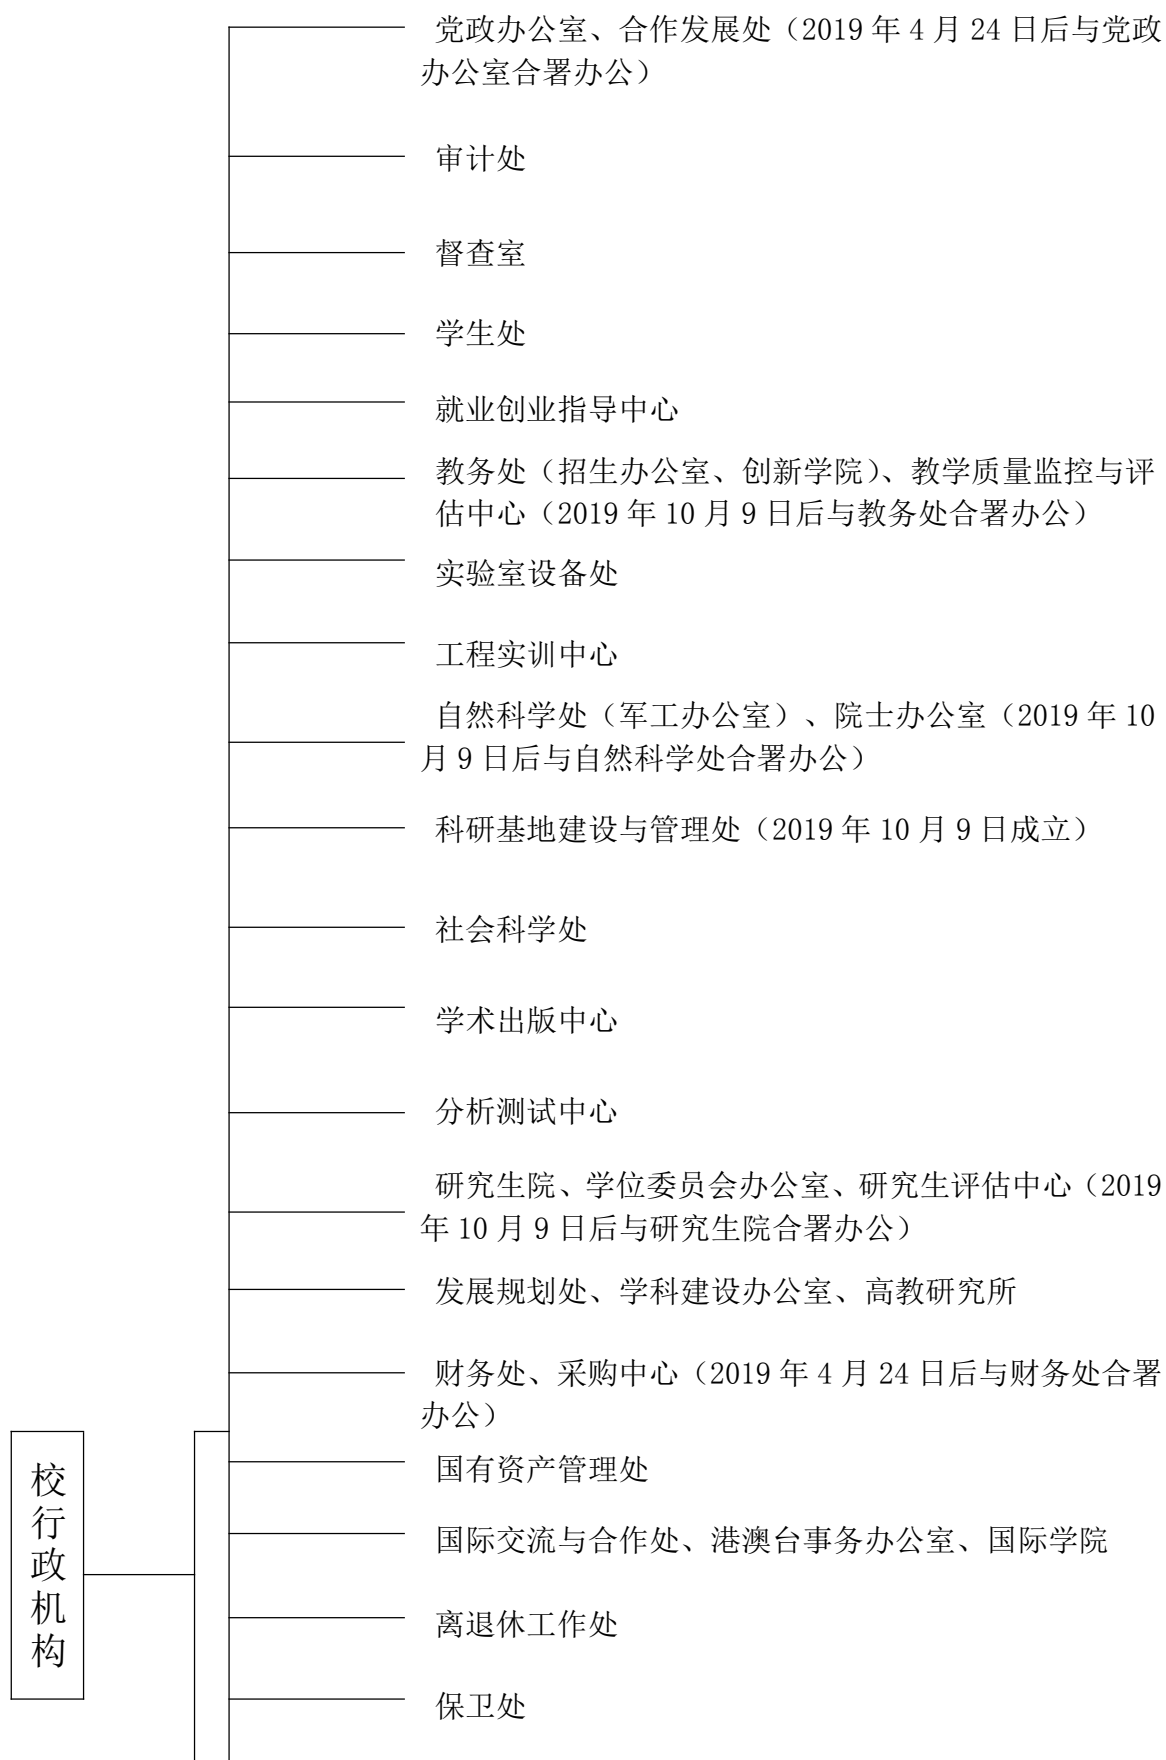 党政办公室、合作发展处（2019 年 4 月 24 日后与党政
办公室合署办公）
审计处
督查室
学生处
就业创业指导中心
教务处（招生办公室、创新学院）、教学质量监控与评
估中心（2019 年 10 月 9 日后与教务处合署办公）
实验室设备处
工程实训中心
自然科学处（军工办公室）、院士办公室（2019 年 10
月 9 日后与自然科学处合署办公）
科研基地建设与管理处（2019 年 10 月 9 日成立）
社会科学处
学术出版中心
分析测试中心
研究生院、学位委员会办公室、研究生评估中心（2019
年 10 月 9 日后与研究生院合署办公）
发展规划处、学科建设办公室、高教研究所
财务处、采购中心（2019 年 4 月 24 日后与财务处合署
办公）
国有资产管理处
国际交流与合作处、港澳台事务办公室、国际学院
离退休工作处
保卫处
校行政机构